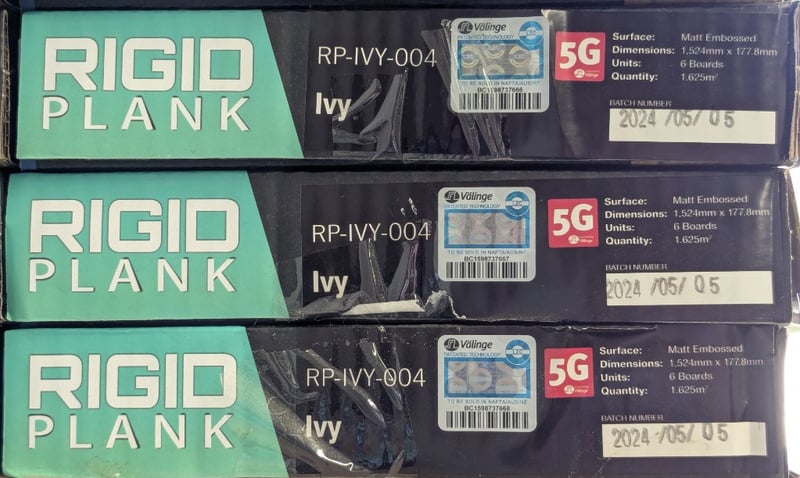 RIGID
PLANK
RP-IVY-004
Ivy
Välinge
PATENTED TECHNOLOGY
TO BE SOLD IN NAFTA/AUS/NZ
BC1598737666
5G
Surface: Matt Embossed
Dimensions: 1,524mm x 177.8mm
Units: 6 Boards
Quantity: 1.625m²
BATCH NUMBER
2024 /05/ 05
RIGID
PLANK
RP-IVY-004
Ivy
Välinge
PATENTED TECHNOLOGY
TO BE SOLD IN NAFTA/AUS/NZ
BC1598737667
5G
Surface: Matt Embossed
Dimensions: 1,524mm x 177.8mm
Units: 6 Boards
Quantity: 1.625m²
BATCH NUMBER
2024 /05/ 05
RIGID
PLANK
RP-IVY-004
Ivy
Välinge
PATENTED TECHNOLOGY
TO BE SOLD IN NAFTA/AUS/NZ
BC1598737668
5G
Surface: Matt Embossed
Dimensions: 1,524mm x 177.8mm
Units: 6 Boards
Quantity: 1.625m²
BATCH NUMBER
2024 /05/ 05